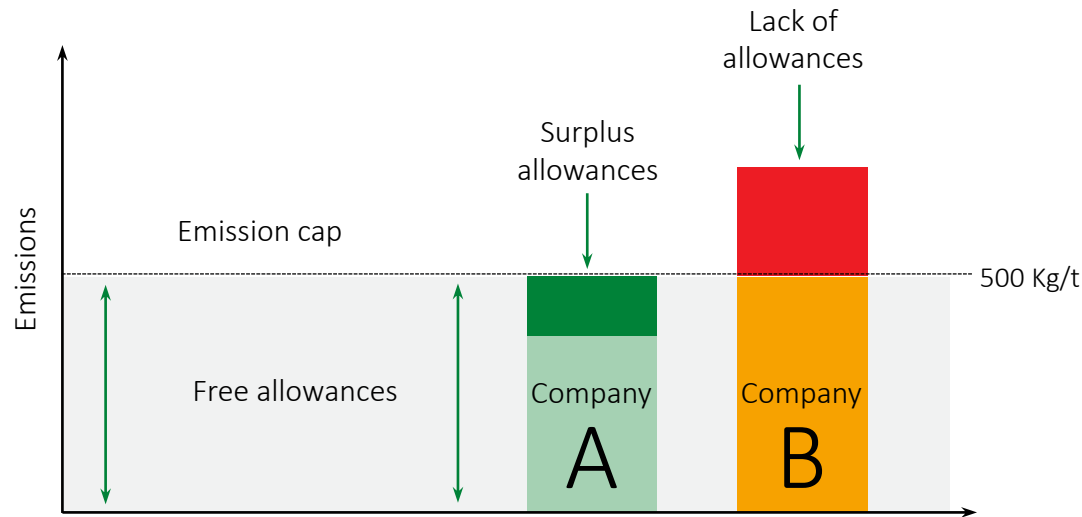 Lack of
allowances
Surplus
allowances
Emission cap
500 Kg/t
Emissions
Free allowances
Company
A
Company
B